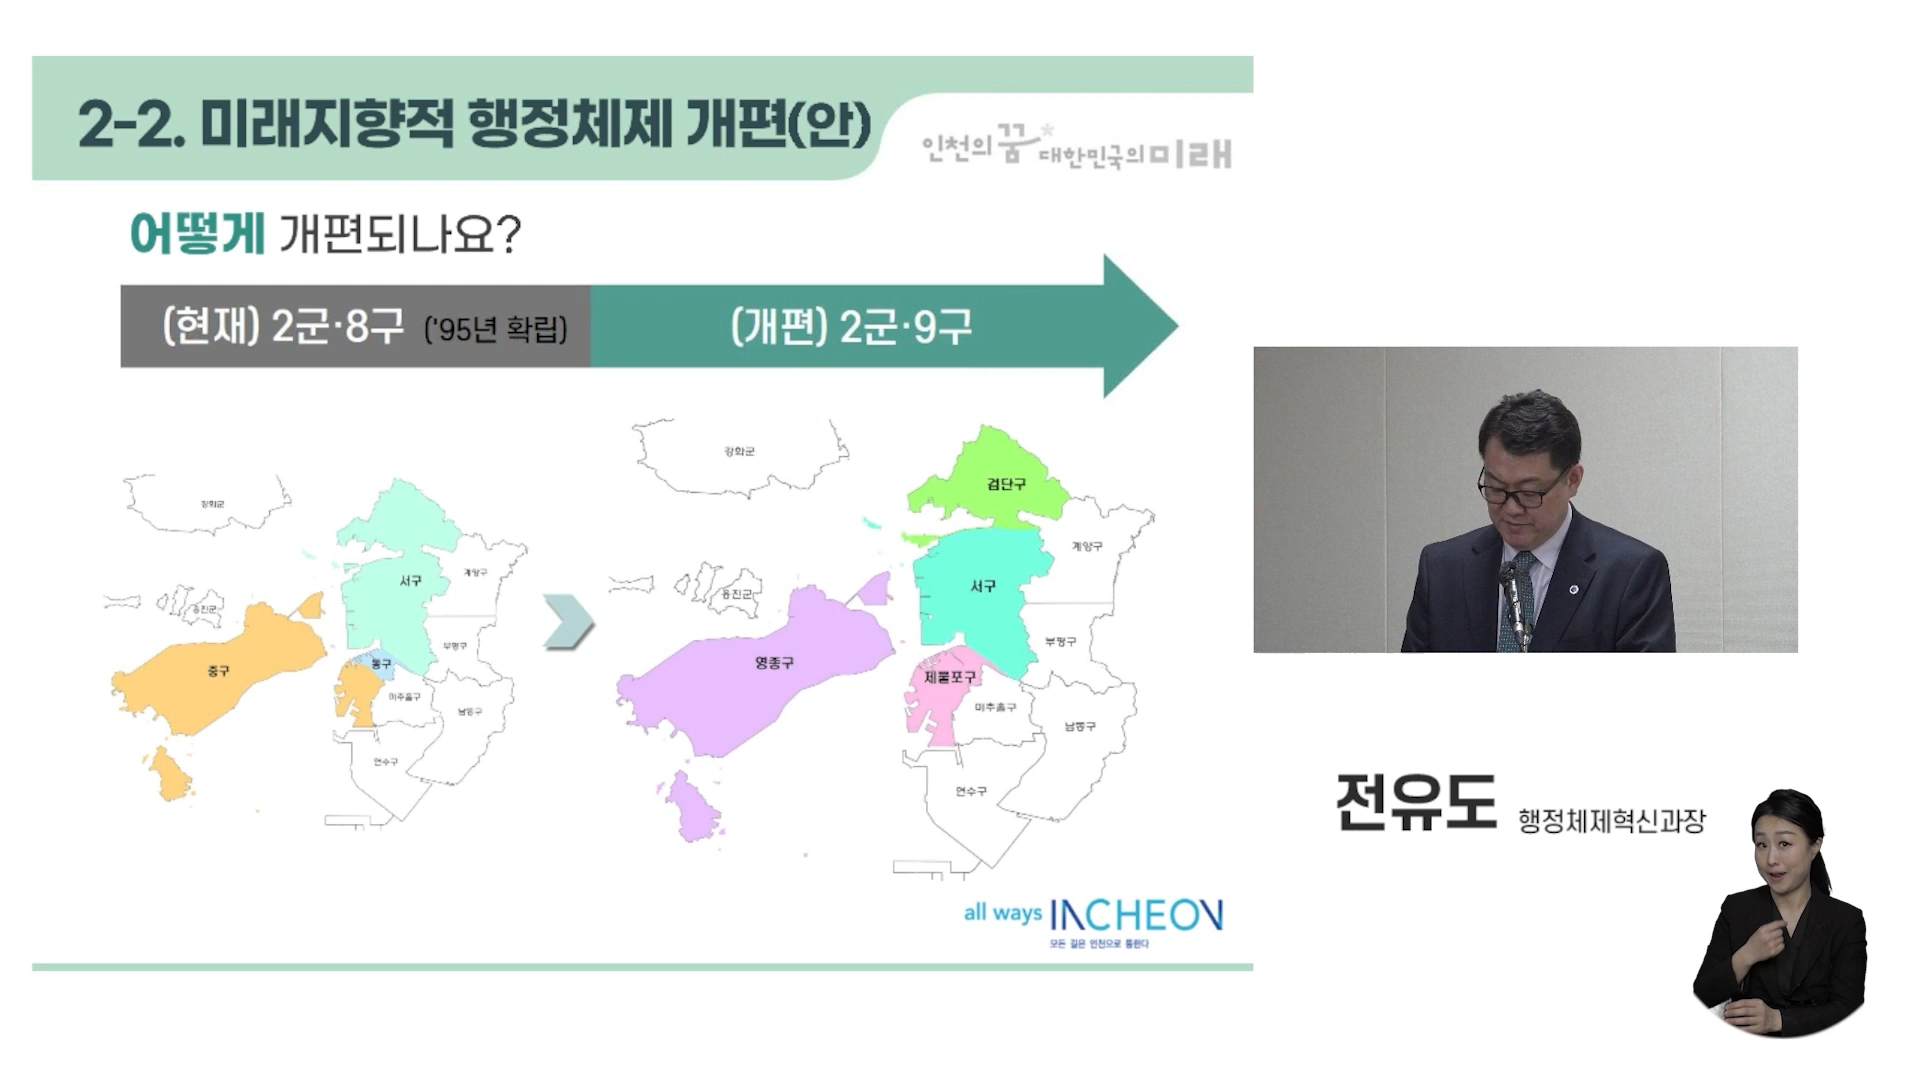 2-2. 미래지향적 행정체제 개편(안)
인천의 꿈 대한민국의 미래
어떻게 개편되나요?
(현재) 2군·8구 ('95년 확립)
(개편) 2군·9구
강화군
서구
계양구
옹진군
부평구
중구
동구
미추홀구
남동구
연수구
강화군
검단구
계양구
서구
옹진군
부평구
영종구
제물포구
미추홀구
남동구
연수구
all ways INCHEON
모든 길은 인천으로 통한다
전유도 행정체제혁신과장